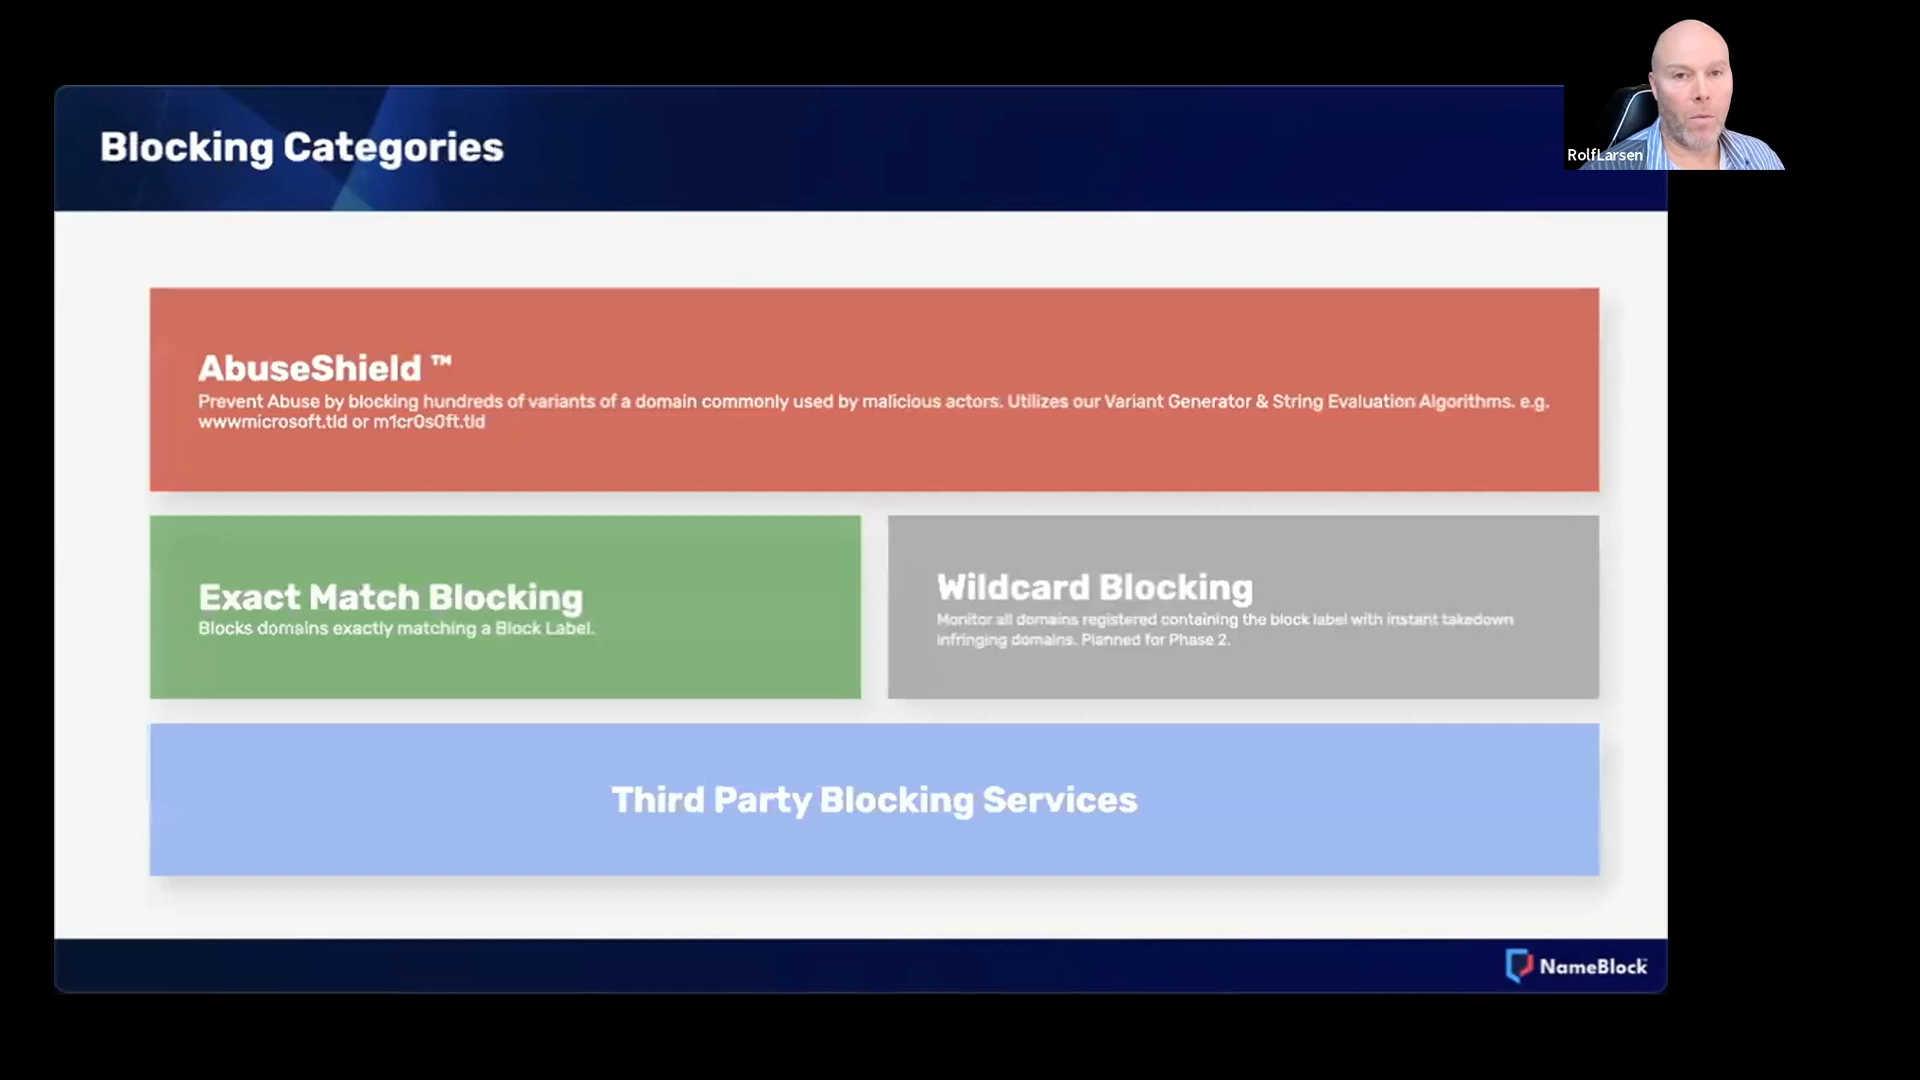 RolfLarsen
Blocking Categories
AbuseShield ™
Prevent Abuse by blocking hundreds of variants of a domain commonly used by malicious actors. Utilizes our Variant Generator & String Evaluation Algorithms. e.g.
wwwmicrosoft.tld or m1cr0s0ft.tld
Exact Match Blocking
Blocks domains exactly matching a Block Label.
Wildcard Blocking
Monitor all domains registered containing the block label with instant takedown
infringing domains. Planned for Phase 2.
Third Party Blocking Services
NameBlock™